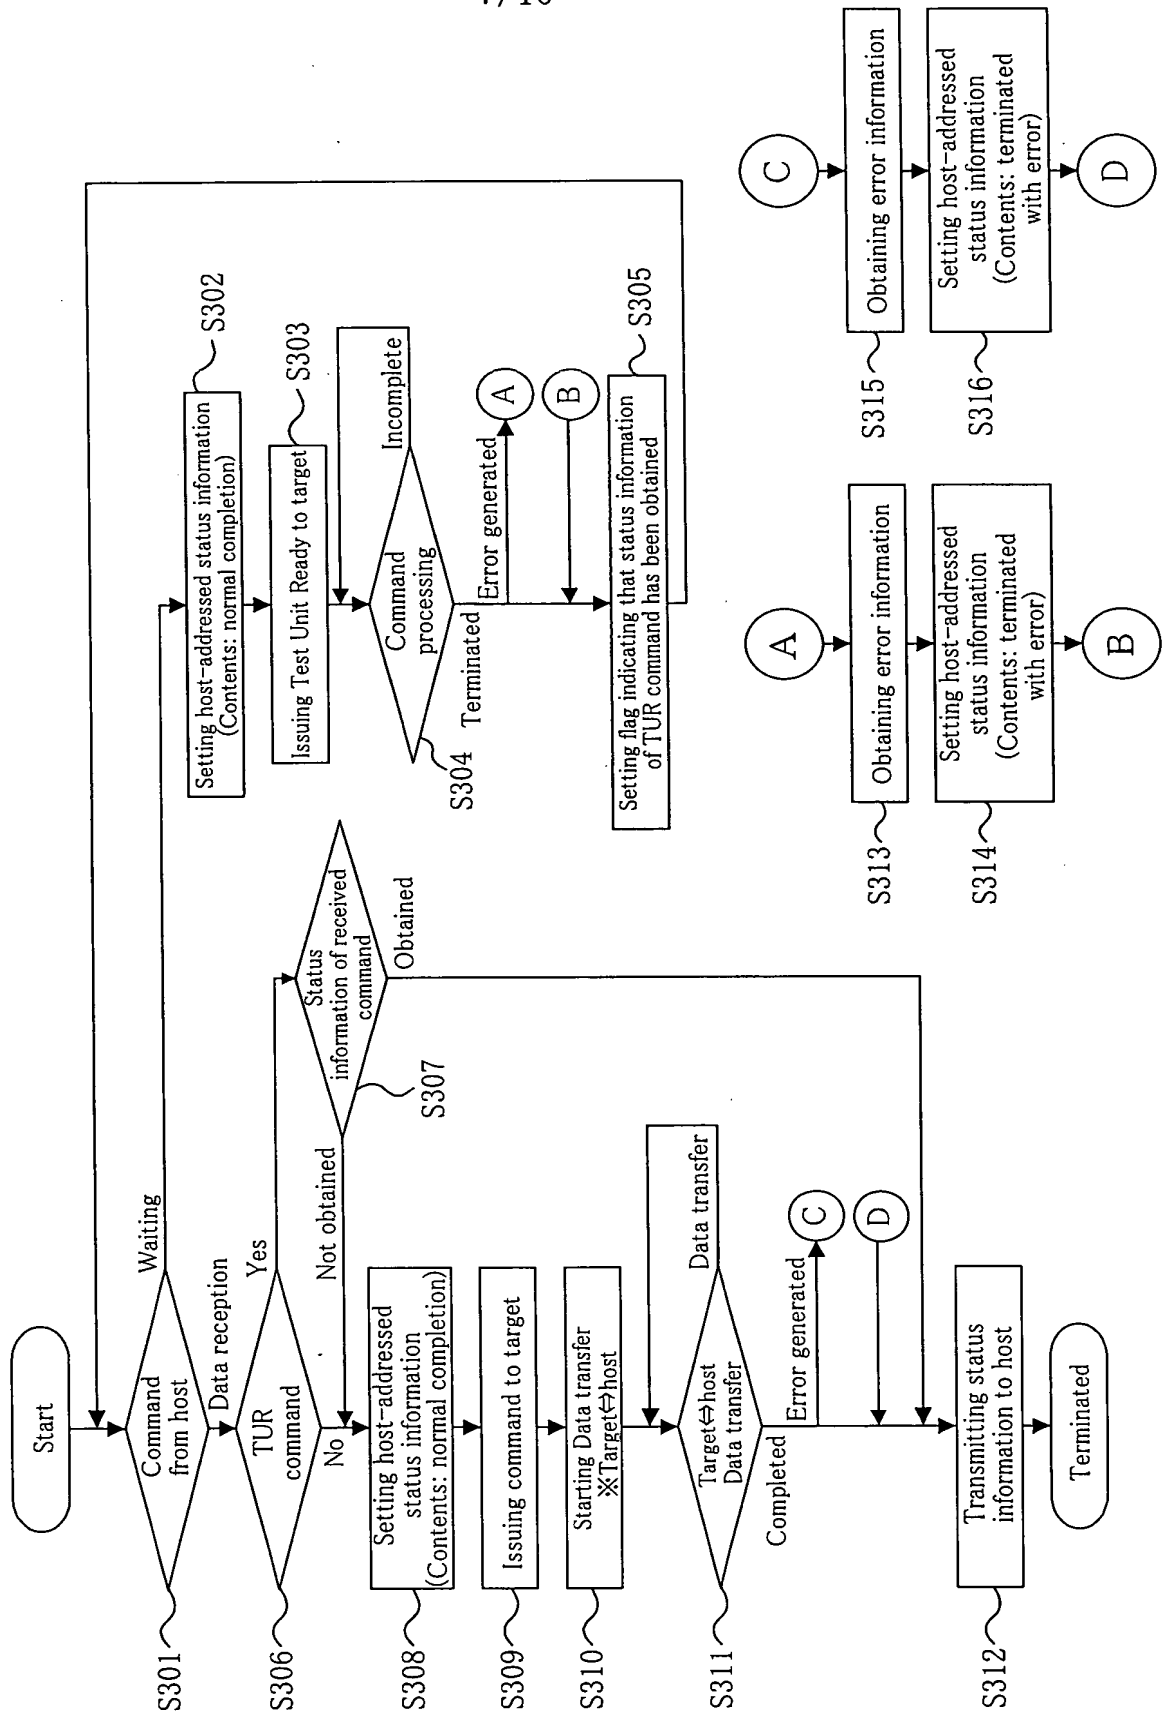 4/10
Start
Command
from host
Waiting
Data reception
S301
TUR
command
Yes
No
S306
Setting host-addressed
status information
(Contents: normal completion)
S308
Issuing command to target
S309
Starting Data transfer
※Target⇔host
S310
Target⇔host
Data transfer
Data transfer
Completed
S311
Error generated
C
D
Transmitting status
information to host
S312
Terminated
Status
information of received
command
Obtained
Not obtained
S307
Setting host-addressed status information
(Contents: normal completion)
S302
Issuing Test Unit Ready to target
S303
Command
processing
Incomplete
Terminated
S304
Error generated
A
B
Setting flag indicating that status information
of TUR command has been obtained
S305
A
Obtaining error information
S313
Setting host-addressed
status information
(Contents: terminated
with error)
S314
B
C
Obtaining error information
S315
Setting host-addressed
status information
(Contents: terminated
with error)
S316
D